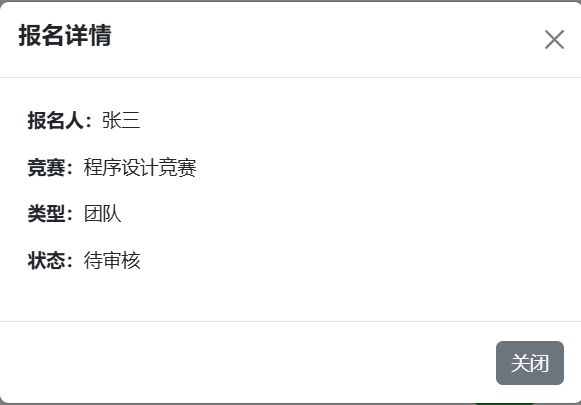 报名详情
报名人：张三
竞赛：程序设计竞赛
类型：团队
状态：待审核
关闭